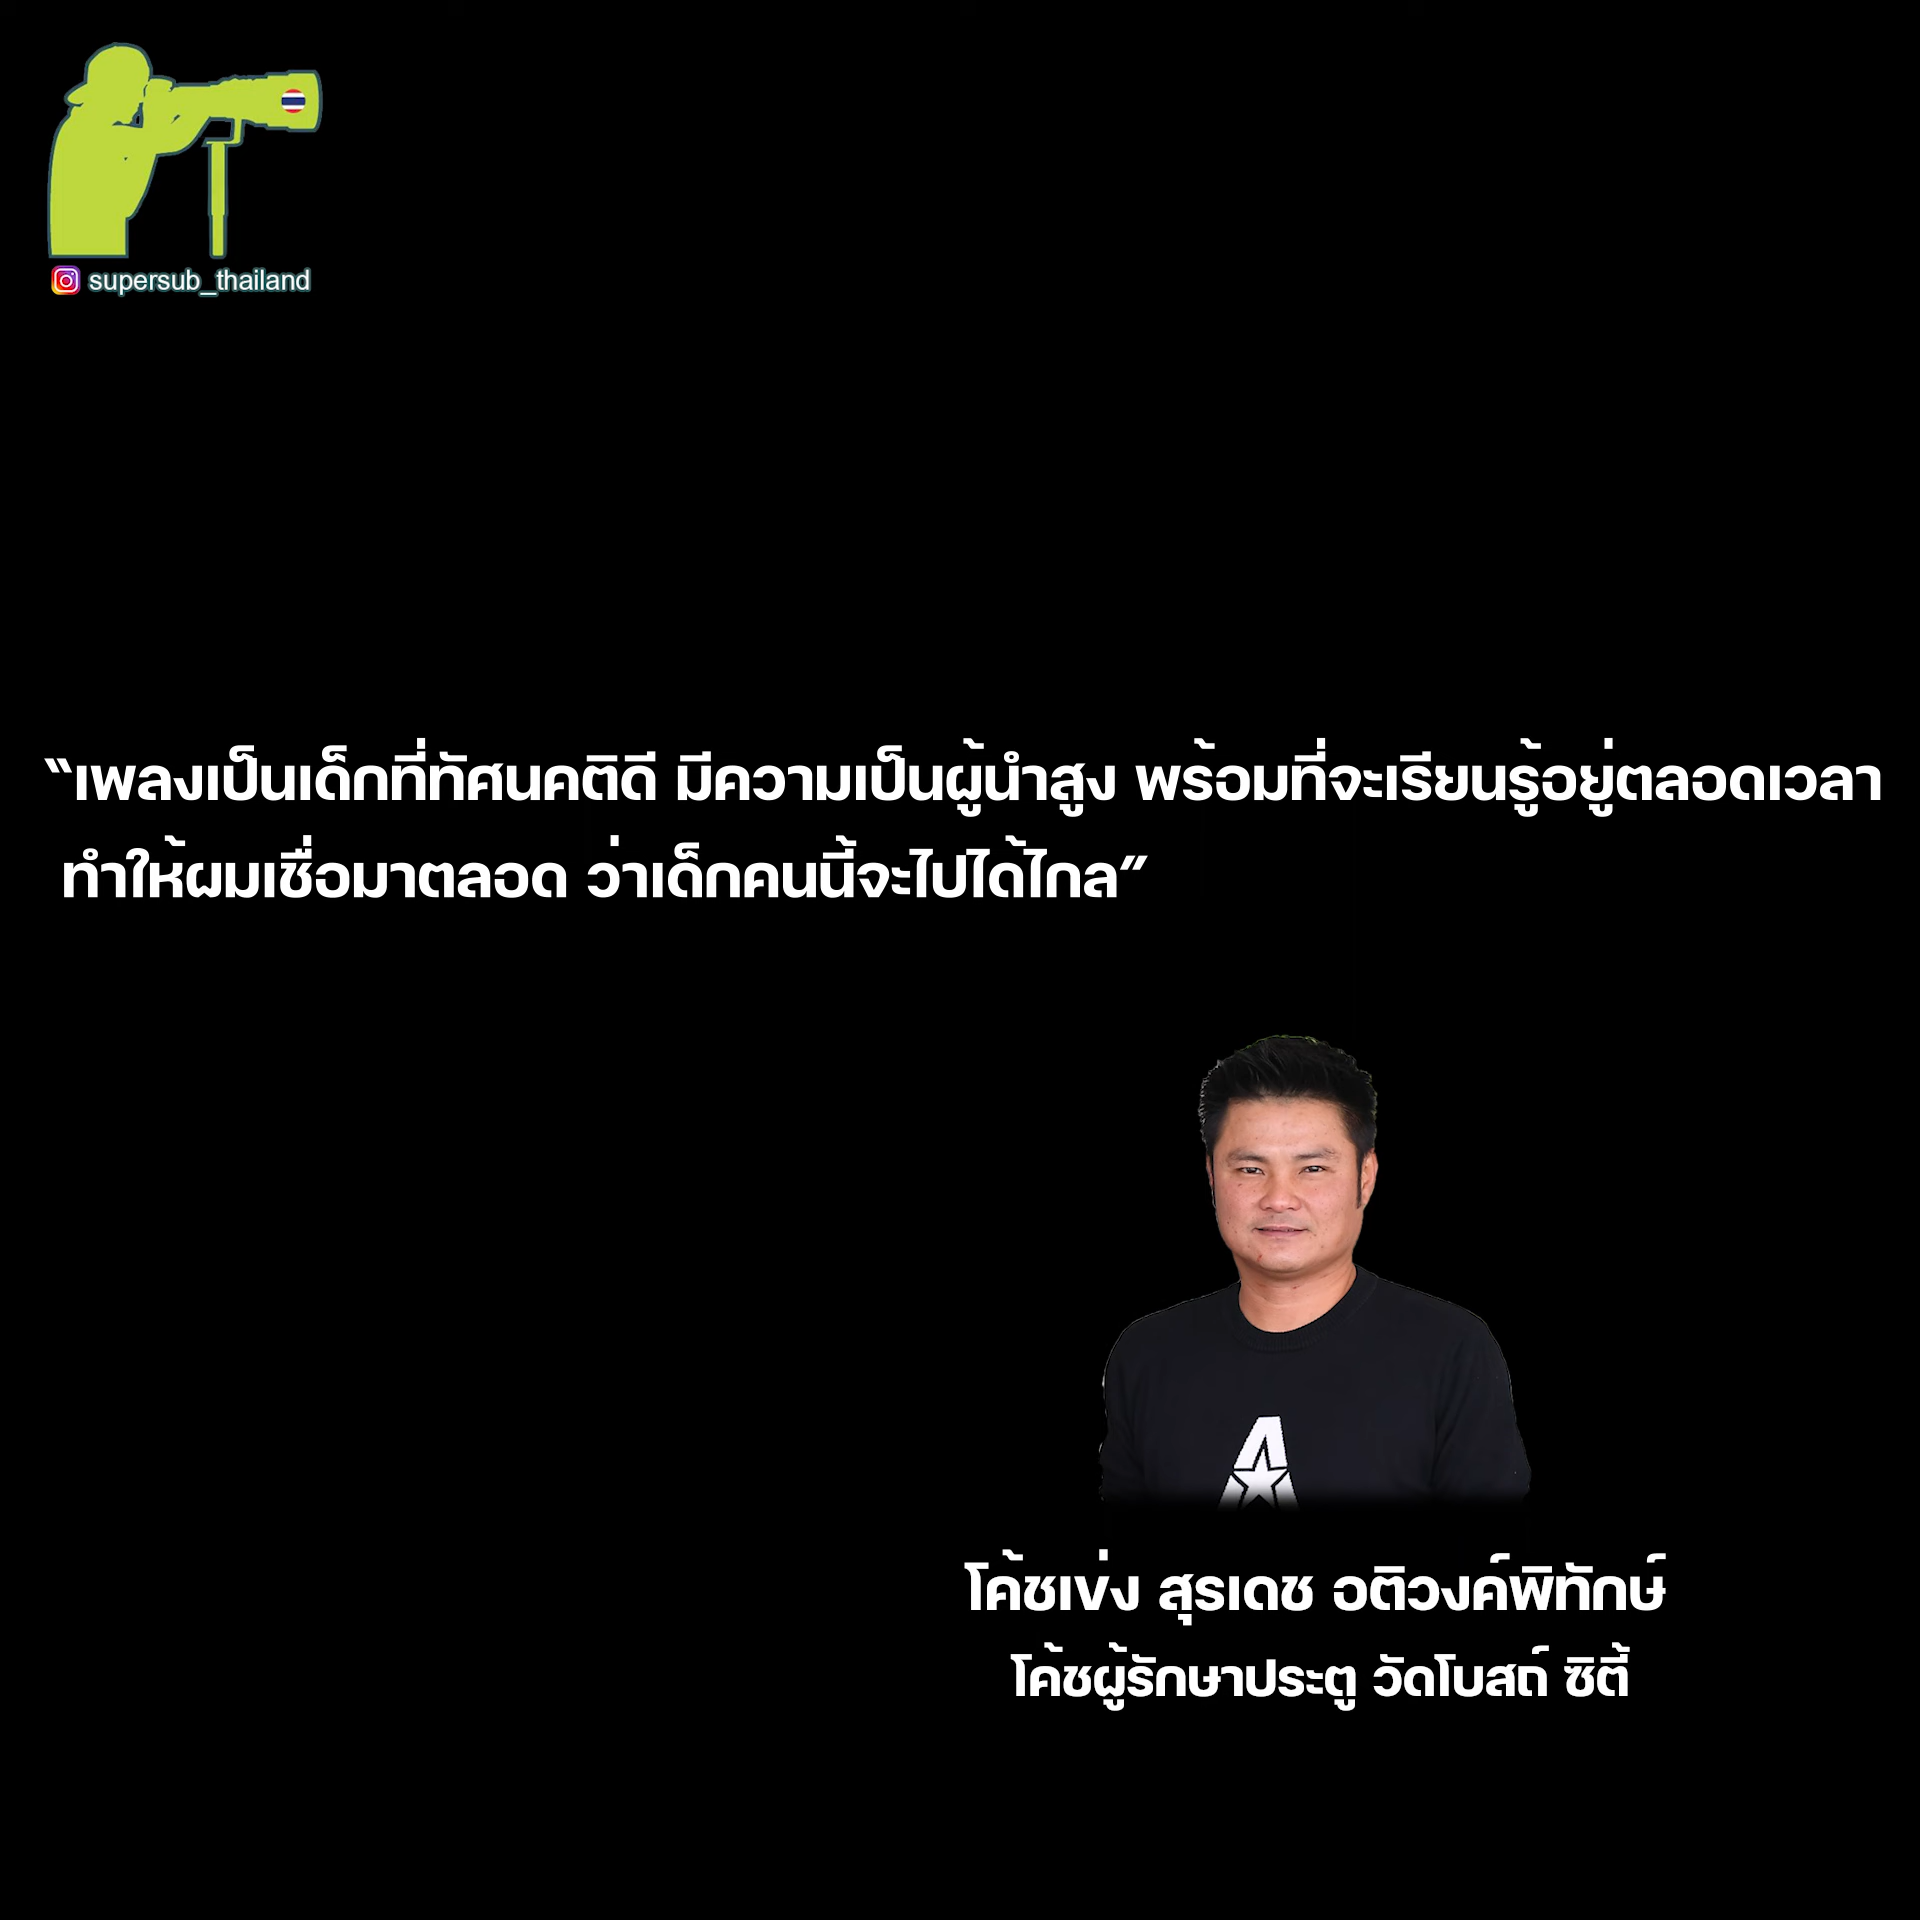 supersub_thailand
“เพลงเป็นเด็กที่ทัศนคติดี มีความเป็นผู้นำสูง พร้อมที่จะเรียนรู้อยู่ตลอดเวลา
ทำให้ผมเชื่อมาตลอด ว่าเด็กคนนี้จะไปได้ไกล”
A
โค้ชเข่ง สุรเดช อติวงค์พิทักษ์
โค้ชผู้รักษาประตู วัดโบสถ์ ซิตี้